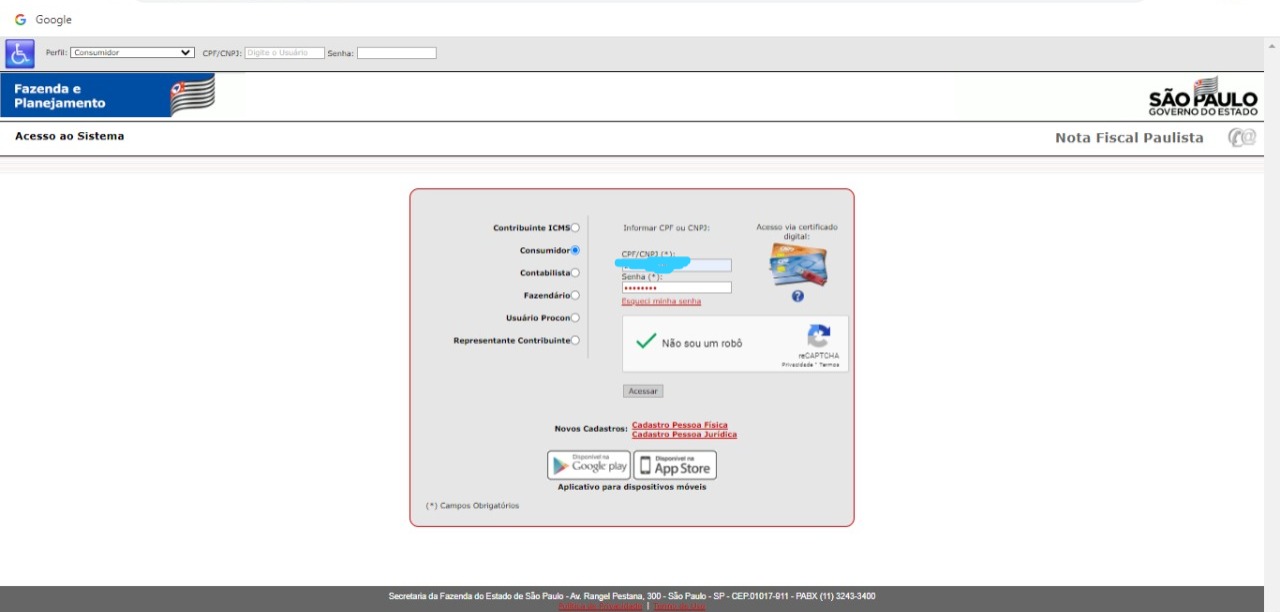 Google
Perfil: Consumidor CPF/CNPJ: Digite o Usuário Senha:
Fazenda e
Planejamento
SÃO PAULO
GOVERNO DO ESTADO
Acesso ao Sistema
Nota Fiscal Paulista
Contribuinte ICMS
Consumidor
Contabilista
Fazendário
Usuário Procon
Representante Contribuinte
Informar CPF ou CNPJ:
CPF/CNPJ (*):
Senha (*):
••••••••
Esqueci minha senha
Acesso via certificado
digital:
?
Não sou um robô
reCAPTCHA
Privacidade - Termos
Acessar
Novos Cadastros: Cadastro Pessoa Física
Cadastro Pessoa Jurídica
Disponível na
Google play
Disponível na
App Store
Aplicativo para dispositivos móveis
(*) Campos Obrigatórios
Secretaria da Fazenda do Estado de São Paulo - Av. Rangel Pestana, 300 - São Paulo - SP - CEP.01017-911 - PABX (11) 3243-3400